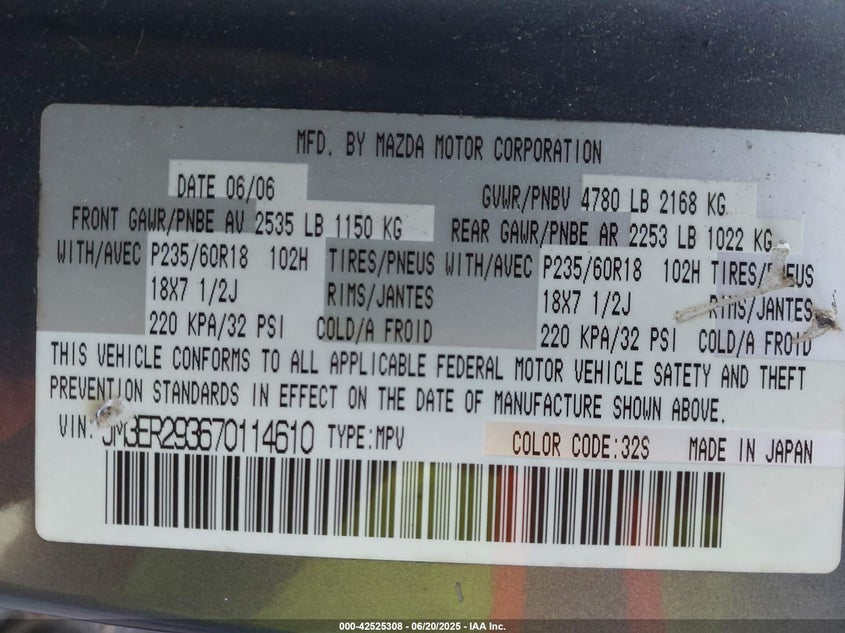 MFD. BY MAZDA MOTOR CORPORATION
DATE 06/06 GVWR/PNBV 4780 LB 2168 KG
FRONT GAWR/PNBE AV 2535 LB 1150 KG REAR GAWR/PNBE AR 2253 LB 1022 KG
WITH/AVEC P235/60R18 102H TIRES/PNEUS WITH/AVEC P235/60R18 102H TIRES/PNEUS
18X7 1/2J RIMS/JANTES 18X7 1/2J RIMS/JANTES
220 KPA/32 PSI COLD/A FROID 220 KPA/32 PSI COLD/A FROID
THIS VEHICLE CONFORMS TO ALL APPLICABLE FEDERAL MOTOR VEHICLE SAFETY AND THEFT
PREVENTION STANDARDS IN EFFECT ON THE DATE OF MANUFACTURE SHOWN ABOVE.
VIN: JM3ER293670114610 TYPE:MPV COLOR CODE:32S MADE IN JAPAN
000-42525308 - 06/20/2025 - IAA Inc.